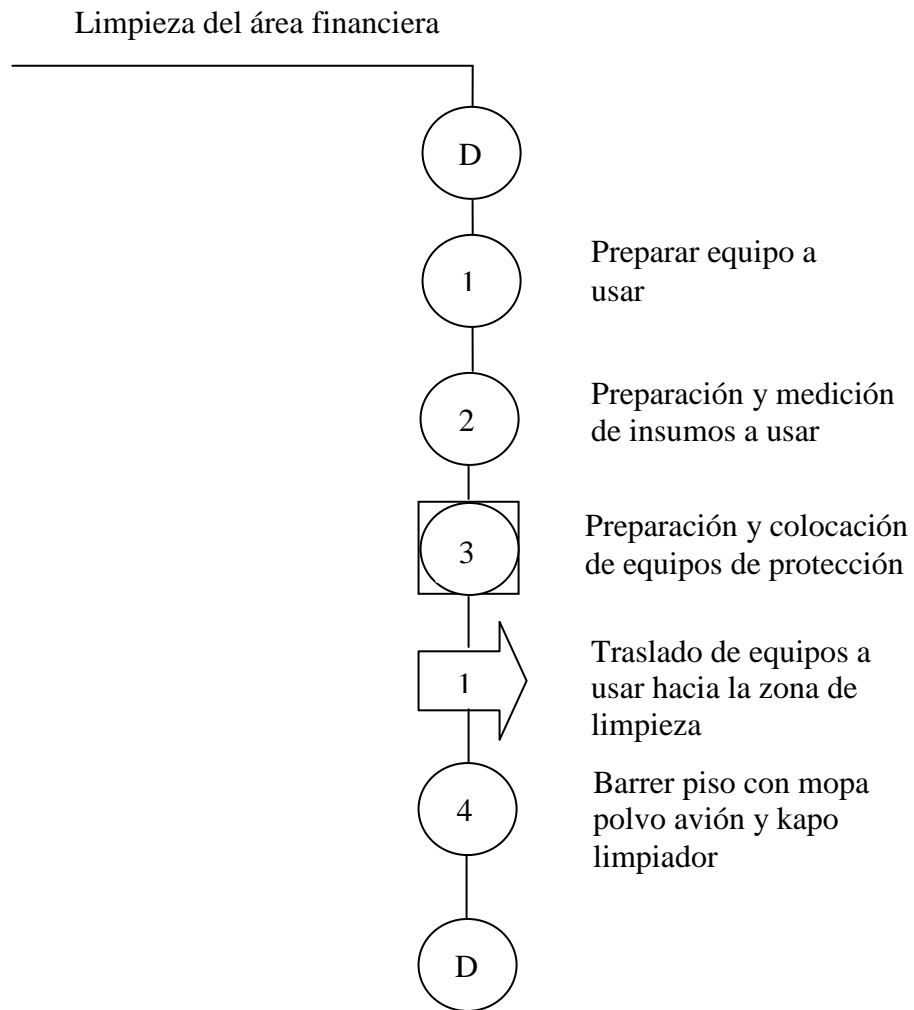 Limpieza del área financiera
D
1
Preparar equipo a
usar
2
Preparación y medición
de insumos a usar
3
Preparación y colocación
de equipos de protección
1
Traslado de equipos a
usar hacia la zona de
limpieza
4
Barrer piso con mopa
polvo avión y kapo
limpiador
D